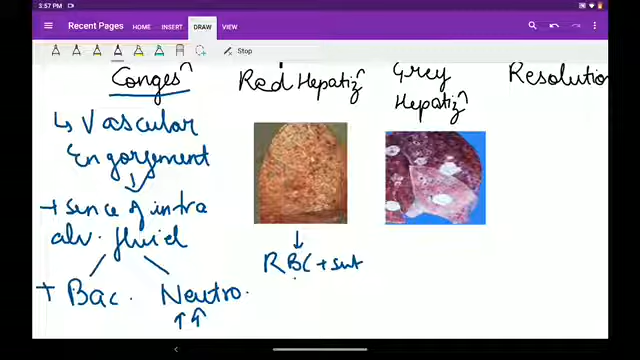 3:57 PM
Recent Pages HOME INSERT DRAW VIEW
Stop
Conges^
↳ Vascular
Engorgement
+ sence of intra
alv. fluid
+ Bac. Neutro.
↑↑
Red Hepatiz^
RBC +
Grey
Hepatiz^
Resolution